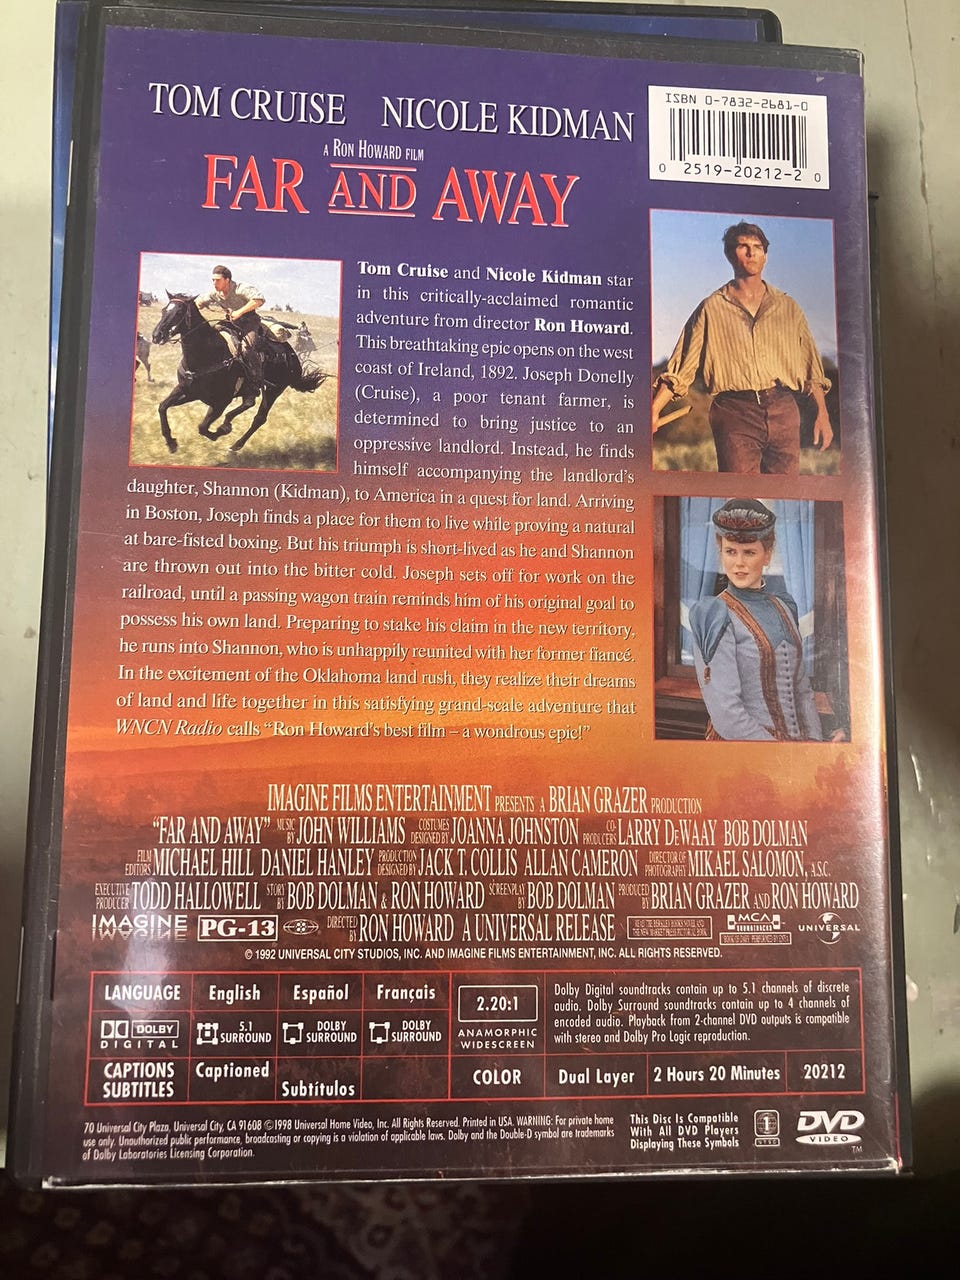 TOM CRUISE NICOLE KIDMAN
A RON HOWARD FILM
FAR AND AWAY
ISBN 0-7832-2681-0
0 2519-20212-2 0
Tom Cruise and Nicole Kidman star
in this critically-acclaimed romantic
adventure from director Ron Howard.
This breathtaking epic opens on the west
coast of Ireland, 1892. Joseph Donelly
(Cruise), a poor tenant farmer, is
determined to bring justice to an
oppressive landlord. Instead, he finds
himself accompanying the landlord's
daughter, Shannon (Kidman), to America in a quest for land. Arriving
in Boston, Joseph finds a place for them to live while proving a natural
at bare-fisted boxing. But his triumph is short-lived as he and Shannon
are thrown out into the bitter cold. Joseph sets off for work on the
railroad, until a passing wagon train reminds him of his original goal to
possess his own land. Preparing to stake his claim in the new territory,
he runs into Shannon, who is unhappily reunited with her former fiancé.
In the excitement of the Oklahoma land rush, they realize their dreams
of land and life together in this satisfying grand-scale adventure that
WNCN Radio calls "Ron Howard's best film – a wondrous epic!"
IMAGINE FILMS ENTERTAINMENT PRESENTS A BRIAN GRAZER PRODUCTION
"FAR AND AWAY" MUSIC BY JOHN WILLIAMS COSTUMES DESIGNED BY JOANNA JOHNSTON CO-PRODUCERS LARRY DEWAAY BOB DOLMAN
FILM EDITORS MICHAEL HILL DANIEL HANLEY PRODUCTION DESIGNED BY JACK T. COLLIS ALLAN CAMERON DIRECTOR OF PHOTOGRAPHY MIKAEL SALOMON, A.S.C.
EXECUTIVE PRODUCER TODD HALLOWELL STORY BY BOB DOLMAN & RON HOWARD SCREENPLAY BY BOB DOLMAN PRODUCED BY BRIAN GRAZER AND RON HOWARD
IMAGINE PG-13 DIRECTED BY RON HOWARD A UNIVERSAL RELEASE MCA SOUNDTRACKS UNIVERSAL
© 1992 UNIVERSAL CITY STUDIOS, INC. AND IMAGINE FILMS ENTERTAINMENT, INC. ALL RIGHTS RESERVED.
LANGUAGE English Español Français
DOLBY DIGITAL 5.1 SURROUND DOLBY SURROUND DOLBY SURROUND
CAPTIONS SUBTITLES Captioned Subtítulos
2.20:1
ANAMORPHIC WIDESCREEN
Dolby Digital soundtracks contain up to 5.1 channels of discrete
audio. Dolby Surround soundtracks contain up to 4 channels of
encoded audio. Playback from 2-channel DVD outputs is compatible
with stereo and Dolby Pro Logic reproduction.
COLOR Dual Layer 2 Hours 20 Minutes 20212
70 Universal City Plaza, Universal City, CA 91608 ©1998 Universal Home Video, Inc. All Rights Reserved. Printed in USA. WARNING: For private home
use only. Unauthorized public performance, broadcasting or copying is a violation of applicable laws. Dolby and the Double-D symbol are trademarks
of Dolby Laboratories Licensing Corporation.
This Disc Is Compatible
With All DVD Players
Displaying These Symbols
1
NTSC
DVD
VIDEO
TM